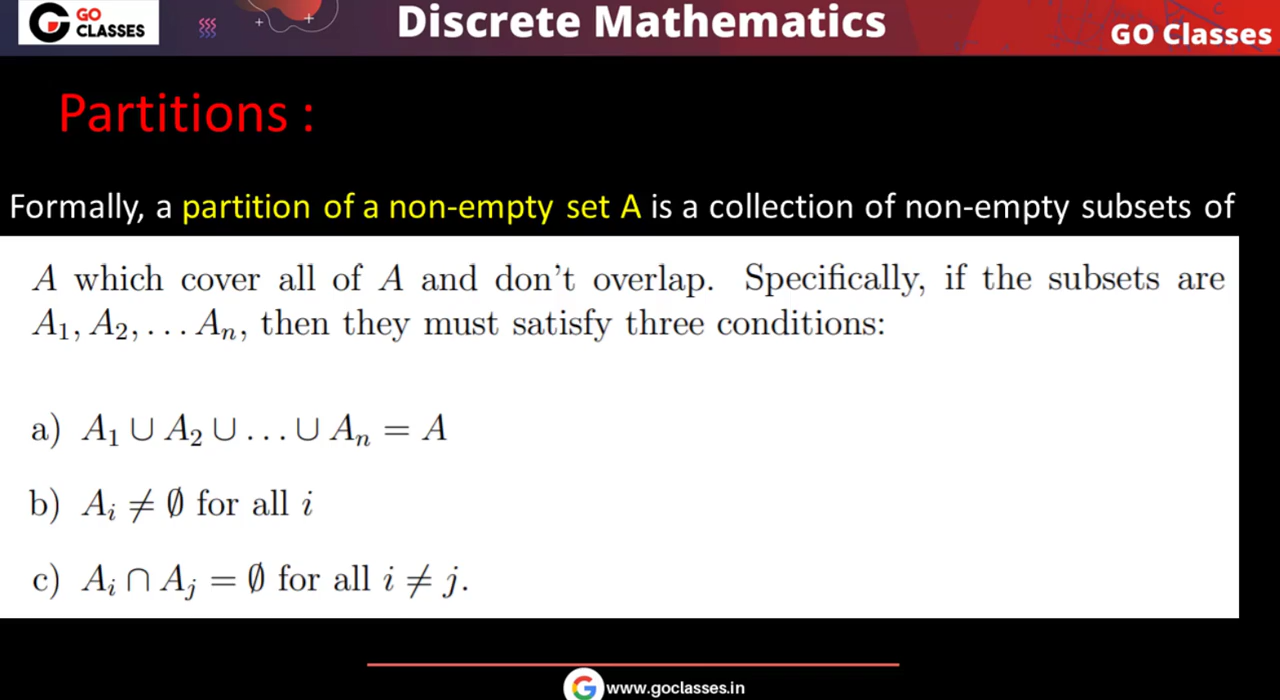 GO
CLASSES
Discrete Mathematics
GO Classes
Partitions :
Formally, a partition of a non-empty set A is a collection of non-empty subsets of
A which cover all of A and don't overlap. Specifically, if the subsets are
A₁, A₂, . . . Aₙ, then they must satisfy three conditions:
a) A₁ ∪ A₂ ∪ . . . ∪ Aₙ = A
b) Aᵢ ≠ ∅ for all i
c) Aᵢ ∩ Aⱼ = ∅ for all i ≠ j.
www.goclasses.in